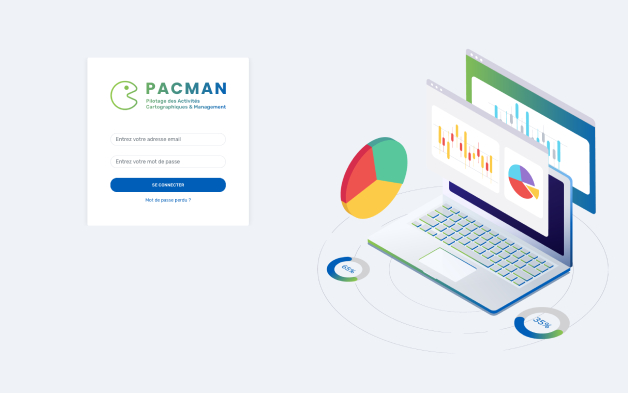 PACMAN
Pilotage des Activités
Cartographiques & Management
Entrez votre adresse email
Entrez votre mot de passe
SE CONNECTER
Mot de passe perdu ?
65%
35%